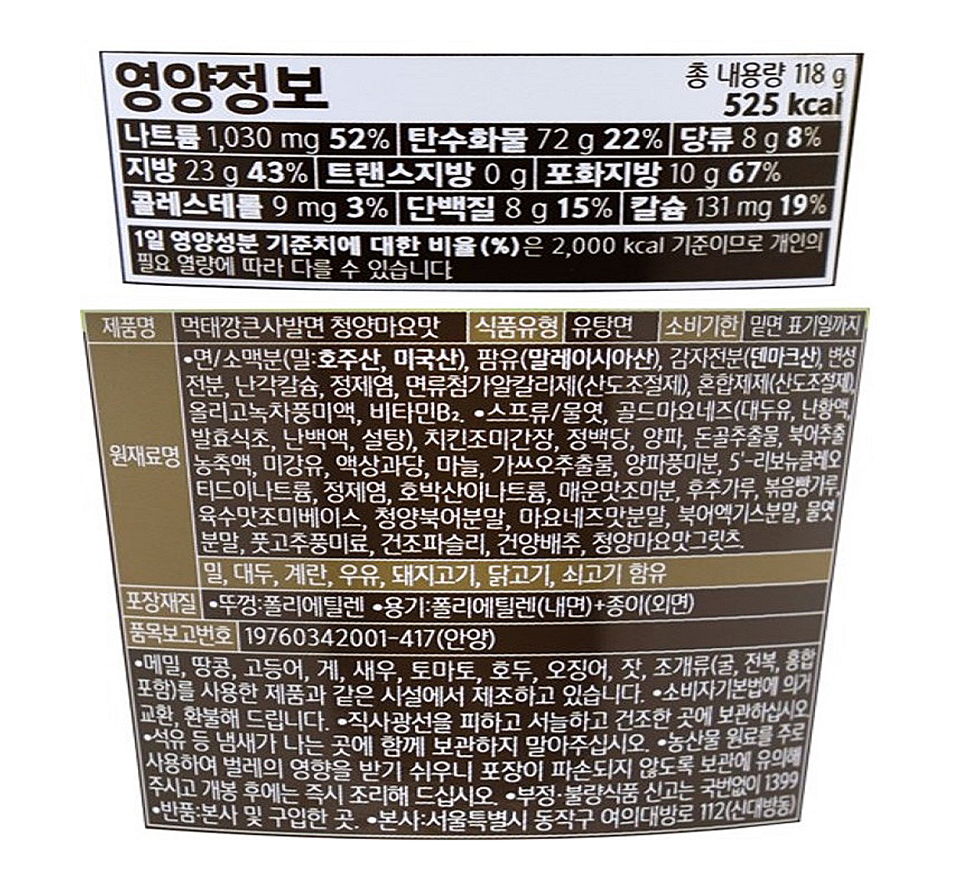 영양정보 총 내용량 118 g
525 kcal
나트륨 1,030 mg 52% 탄수화물 72 g 22% 당류 8 g 8%
지방 23 g 43% 트랜스지방 0 g 포화지방 10 g 67%
콜레스테롤 9 mg 3% 단백질 8 g 15% 칼슘 131 mg 19%
1일 영양성분 기준치에 대한 비율(%)은 2,000 kcal 기준이므로 개인의
필요 열량에 따라 다를 수 있습니다.
제품명 먹태깡큰사발면 청양마요맛 식품유형 유탕면 소비기한 밑면 표기일까지
원재료명
•면/소맥분(밀:호주산, 미국산), 팜유(말레이시아산), 감자전분(덴마크산), 변성
전분, 난각칼슘, 정제염, 면류첨가알칼리제(산도조절제), 혼합제제(산도조절제),
올리고녹차풍미액, 비타민B₂. •스프류/물엿, 골드마요네즈(대두유, 난황액,
발효식초, 난백액, 설탕), 치킨조미간장, 정백당, 양파, 돈골추출물, 북어추출
농축액, 미강유, 액상과당, 마늘, 가쓰오추출물, 양파풍미분, 5'-리보뉴클레오
티드이나트륨, 정제염, 호박산이나트륨, 매운맛조미분, 후추가루, 볶음빵가루,
육수맛조미베이스, 청양북어분말, 마요네즈맛분말, 북어엑기스분말, 물엿
분말, 풋고추풍미료, 건조파슬리, 건양배추, 청양마요맛그릿츠.
밀, 대두, 계란, 우유, 돼지고기, 닭고기, 쇠고기 함유
포장재질 •뚜껑:폴리에틸렌 •용기:폴리에틸렌(내면)+종이(외면)
품목보고번호 19760342001-417(안양)
•메밀, 땅콩, 고등어, 게, 새우, 토마토, 호두, 오징어, 잣, 조개류(굴, 전복, 홍합
포함)를 사용한 제품과 같은 시설에서 제조하고 있습니다. •소비자기본법에 의거
교환, 환불해 드립니다. •직사광선을 피하고 서늘하고 건조한 곳에 보관하십시오.
•석유 등 냄새가 나는 곳에 함께 보관하지 말아주십시오. •농산물 원료를 주로
사용하여 벌레의 영향을 받기 쉬우니 포장이 파손되지 않도록 보관에 유의해
주시고 개봉 후에는 즉시 조리해 드십시오. •부정·불량식품 신고는 국번없이 1399
•반품:본사 및 구입한 곳. •본사:서울특별시 동작구 여의대방로 112(신대방동)